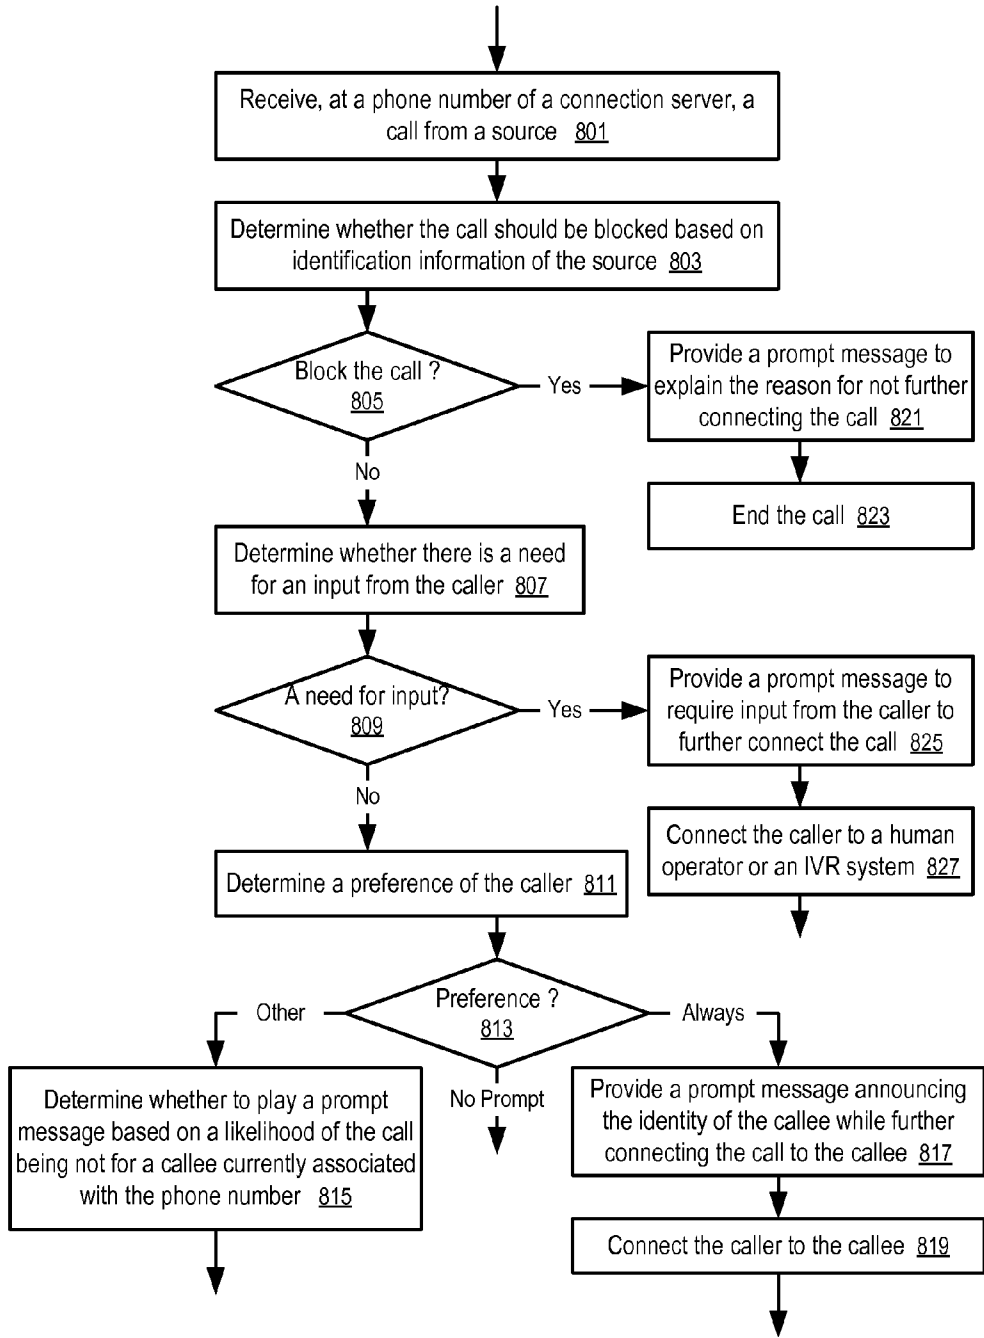 Receive, at a phone number of a connection server, a
call from a source 801
Determine whether the call should be blocked based on
identification information of the source 803
Block the call ?
805
Yes
Provide a prompt message to
explain the reason for not further
connecting the call 821
No
End the call 823
Determine whether there is a need
for an input from the caller 807
A need for input?
809
Yes
Provide a prompt message to
require input from the caller to
further connect the call 825
No
Connect the caller to a human
operator or an IVR system 827
Determine a preference of the caller 811
Preference ?
813
Other
Always
No Prompt
Determine whether to play a prompt
message based on a likelihood of the call
being not for a callee currently associated
with the phone number 815
Provide a prompt message announcing
the identity of the callee while further
connecting the call to the callee 817
Connect the caller to the callee 819